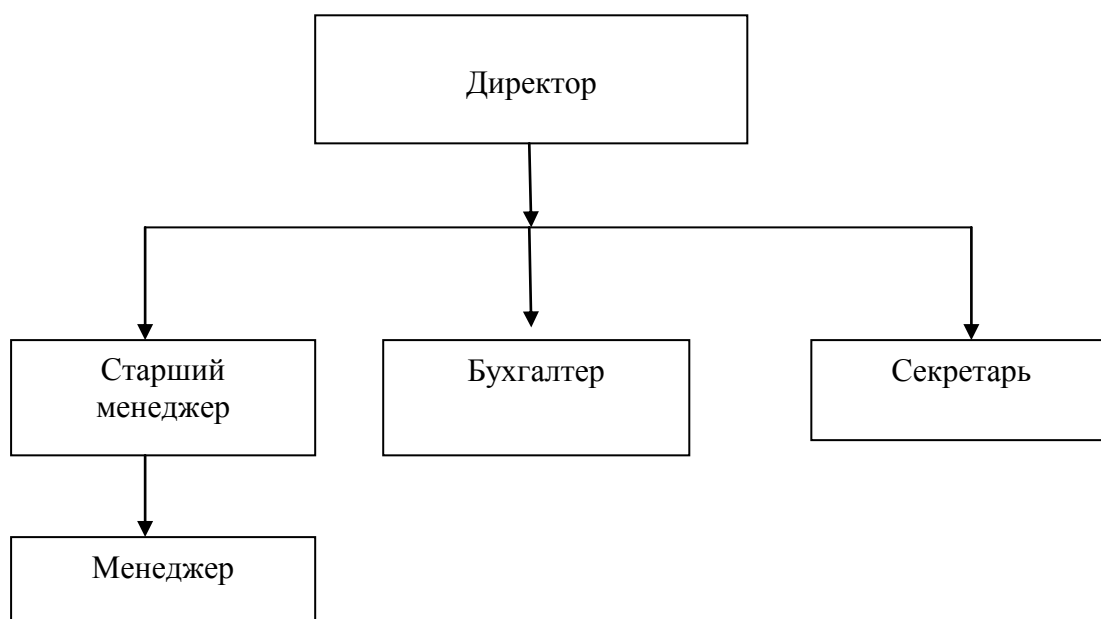 Директор
Старший
менеджер
Бухгалтер
Секретарь
Менеджер